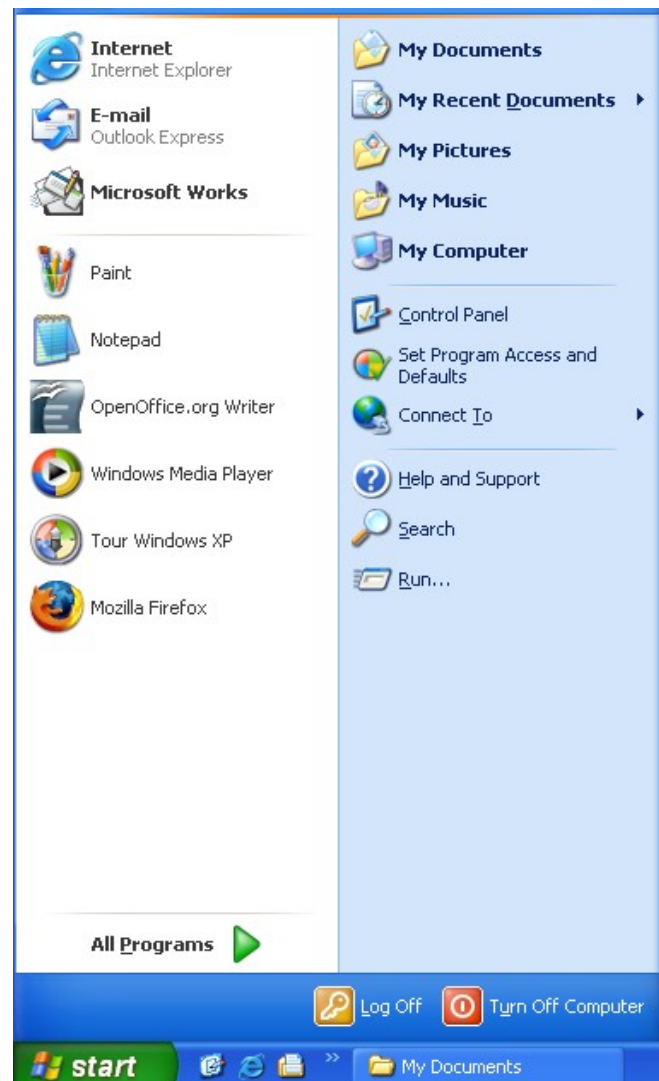 Internet
Internet Explorer
E-mail
Outlook Express
Microsoft Works
Paint
Notepad
OpenOffice.org Writer
Windows Media Player
Tour Windows XP
Mozilla Firefox
All Programs
My Documents
My Recent Documents
My Pictures
My Music
My Computer
Control Panel
Set Program Access and
Defaults
Connect To
Help and Support
Search
Run...
Log Off
Turn Off Computer
start
My Documents